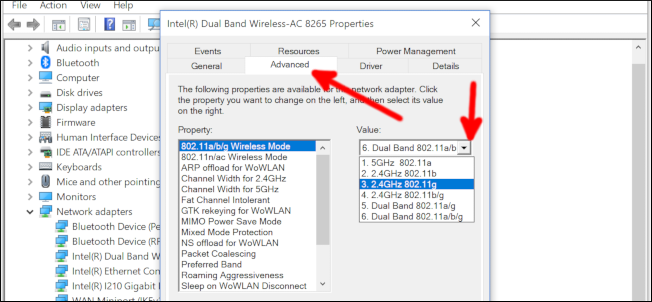 File Action View Help
Audio inputs and outputs
Bluetooth
Computer
Disk drives
Display adapters
Firmware
Human Interface Devices
IDE ATA/ATAPI controllers
Keyboards
Mice and other pointing
Monitors
Network adapters
Bluetooth Device (Pe
Bluetooth Device (RF
Intel(R) Dual Band W
Intel(R) Ethernet Con
Intel(R) I210 Gigabit
WAN Miniport (IKEv
Intel(R) Dual Band Wireless-AC 8265 Properties
Events Resources Power Management
General Advanced Driver Details
The following properties are available for the network adapter. Click
the property you want to change on the left, and then select its value
on the right.
Property:
802.11a/b/g Wireless Mode
802.11n/ac Wireless Mode
ARP offload for WoWLAN
Channel Width for 2.4GHz
Channel Width for 5GHz
Fat Channel Intolerant
GTK rekeying for WoWLAN
MIMO Power Save Mode
Mixed Mode Protection
NS offload for WoWLAN
Packet Coalescing
Preferred Band
Roaming Aggressiveness
Sleep on WoWLAN Disconnect
Value:
6. Dual Band 802.11a/b
1. 5GHz 802.11a
2. 2.4GHz 802.11b
3. 2.4GHz 802.11g
4. 2.4GHz 802.11b/g
5. Dual Band 802.11a/g
6. Dual Band 802.11a/b/g